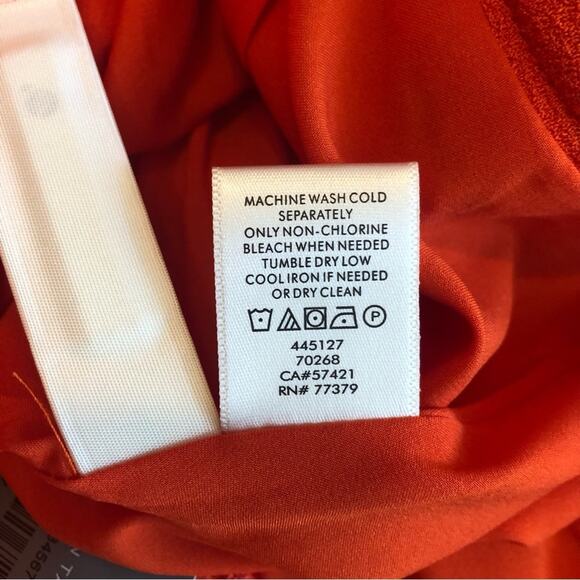 MACHINE WASH COLD
SEPARATELY
ONLY NON-CHLORINE
BLEACH WHEN NEEDED
TUMBLE DRY LOW
COOL IRON IF NEEDED
OR DRY CLEAN
P
445127
70268
CA#57421
RN# 77379